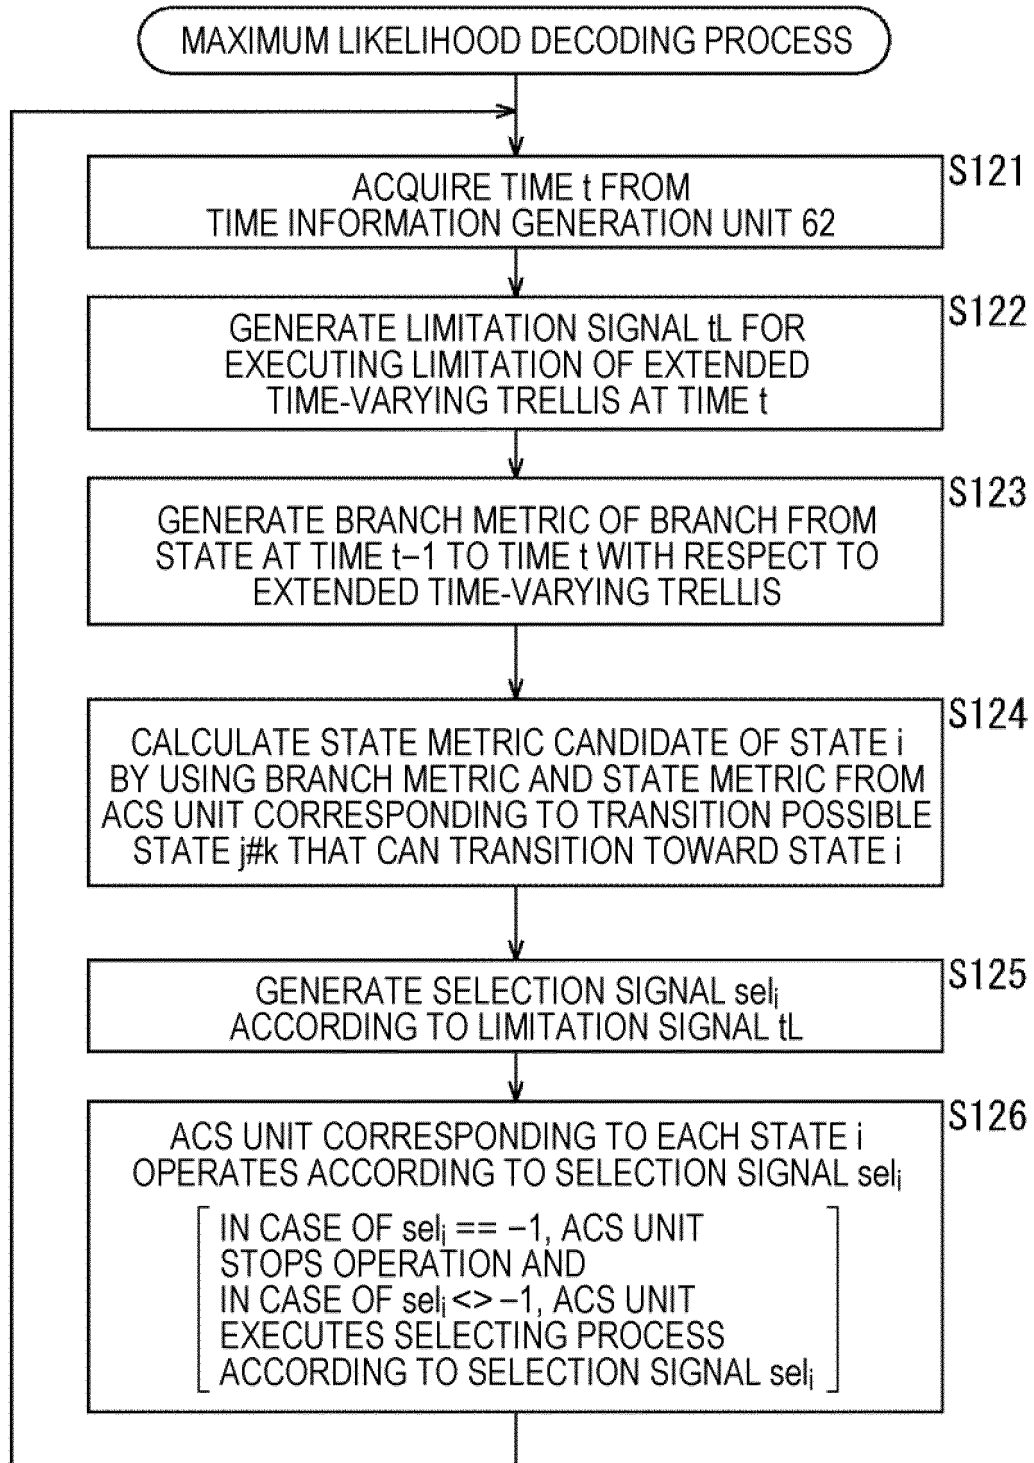 MAXIMUM LIKELIHOOD DECODING PROCESS
S121
ACQUIRE TIME t FROM
TIME INFORMATION GENERATION UNIT 62
S122
GENERATE LIMITATION SIGNAL tL FOR
EXECUTING LIMITATION OF EXTENDED
TIME-VARYING TRELLIS AT TIME t
S123
GENERATE BRANCH METRIC OF BRANCH FROM
STATE AT TIME t−1 TO TIME t WITH RESPECT TO
EXTENDED TIME-VARYING TRELLIS
S124
CALCULATE STATE METRIC CANDIDATE OF STATE i
BY USING BRANCH METRIC AND STATE METRIC FROM
ACS UNIT CORRESPONDING TO TRANSITION POSSIBLE
STATE j#k THAT CAN TRANSITION TOWARD STATE i
S125
GENERATE SELECTION SIGNAL selᵢ
ACCORDING TO LIMITATION SIGNAL tL
S126
ACS UNIT CORRESPONDING TO EACH STATE i
OPERATES ACCORDING TO SELECTION SIGNAL selᵢ
IN CASE OF selᵢ == −1, ACS UNIT
STOPS OPERATION AND
IN CASE OF selᵢ <> −1, ACS UNIT
EXECUTES SELECTING PROCESS
ACCORDING TO SELECTION SIGNAL selᵢ